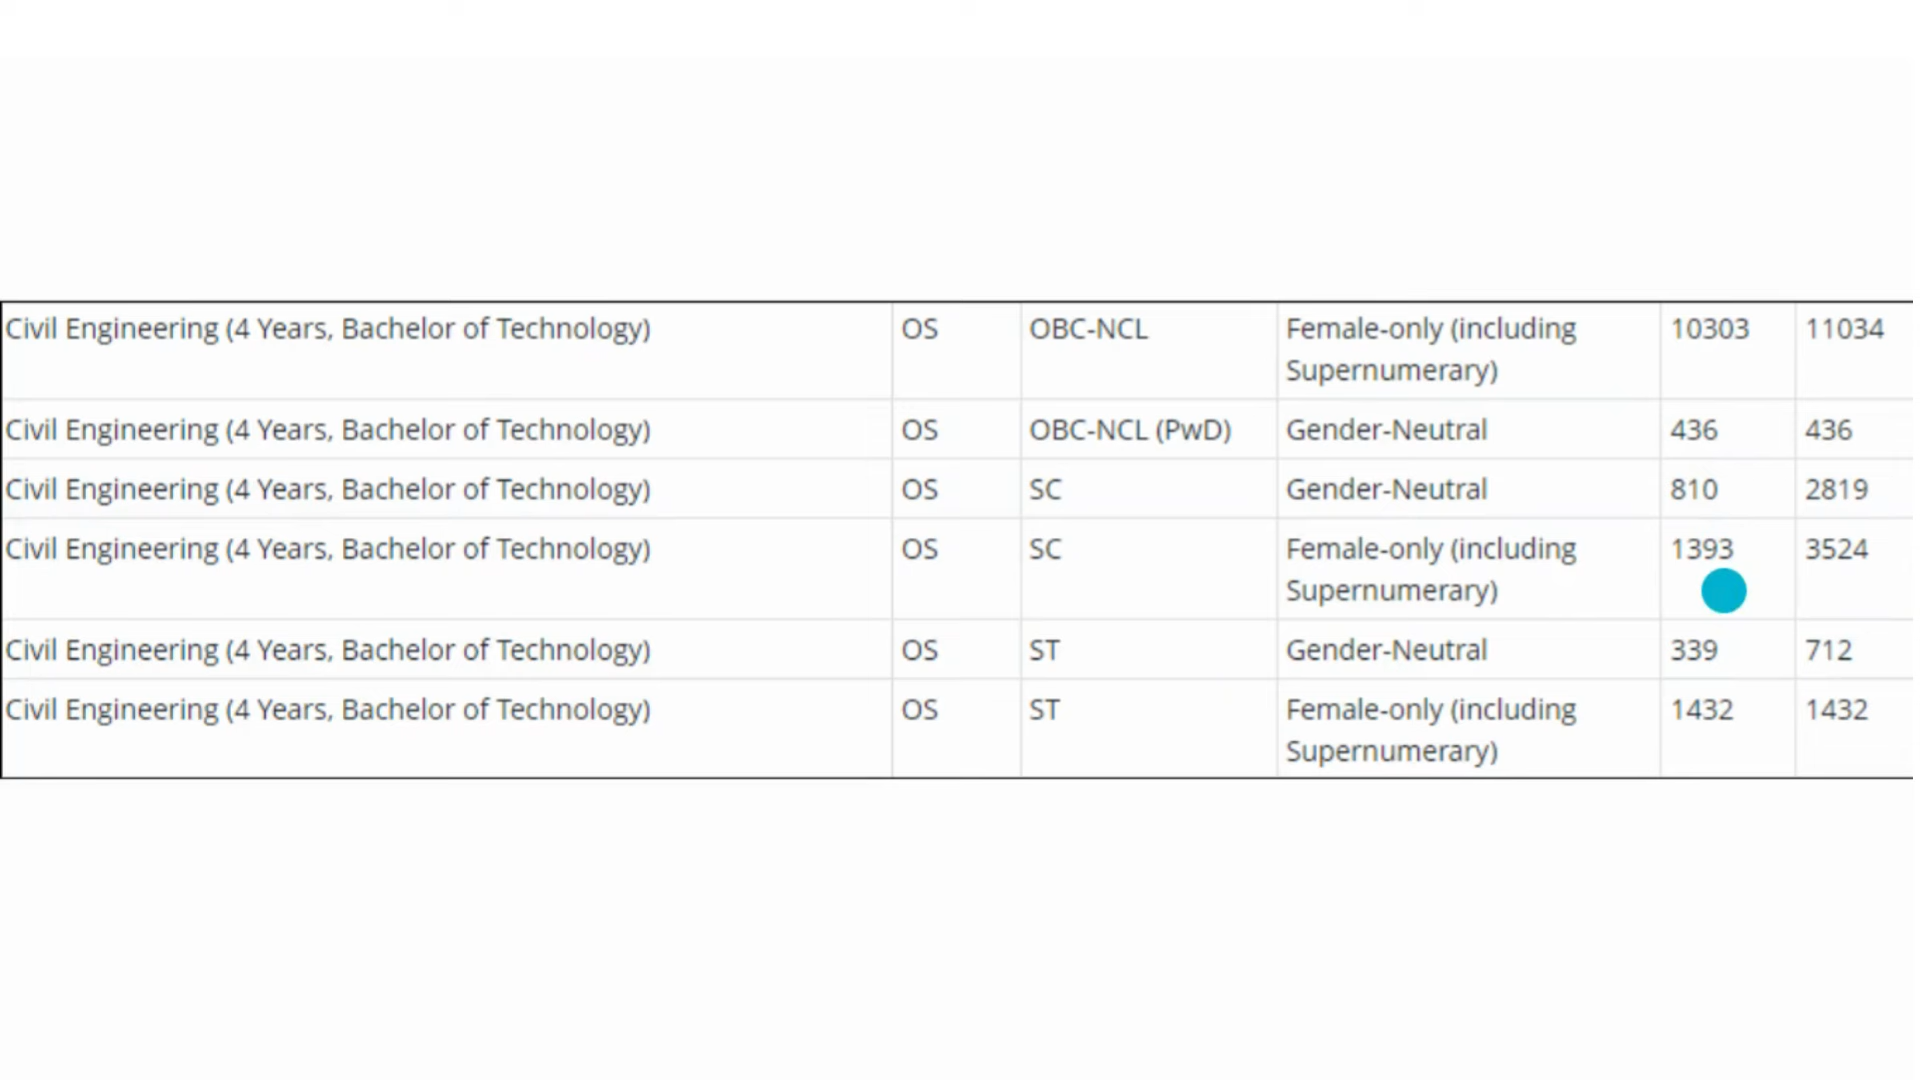 Civil Engineering (4 Years, Bachelor of Technology) OS OBC-NCL Female-only (including 10303 11034
Supernumerary)
Civil Engineering (4 Years, Bachelor of Technology) OS OBC-NCL (PwD) Gender-Neutral 436 436
Civil Engineering (4 Years, Bachelor of Technology) OS SC Gender-Neutral 810 2819
Civil Engineering (4 Years, Bachelor of Technology) OS SC Female-only (including 1393 3524
Supernumerary)
Civil Engineering (4 Years, Bachelor of Technology) OS ST Gender-Neutral 339 712
Civil Engineering (4 Years, Bachelor of Technology) OS ST Female-only (including 1432 1432
Supernumerary)